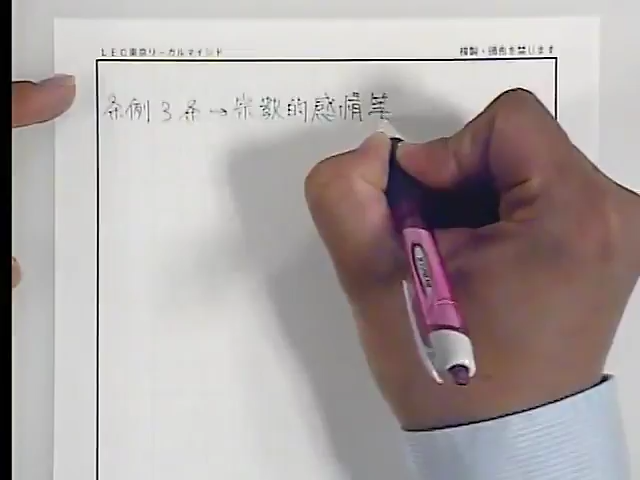 LEC東京リーガルマインド
複製・頒布を禁じます
条例3条→宗教的感情等